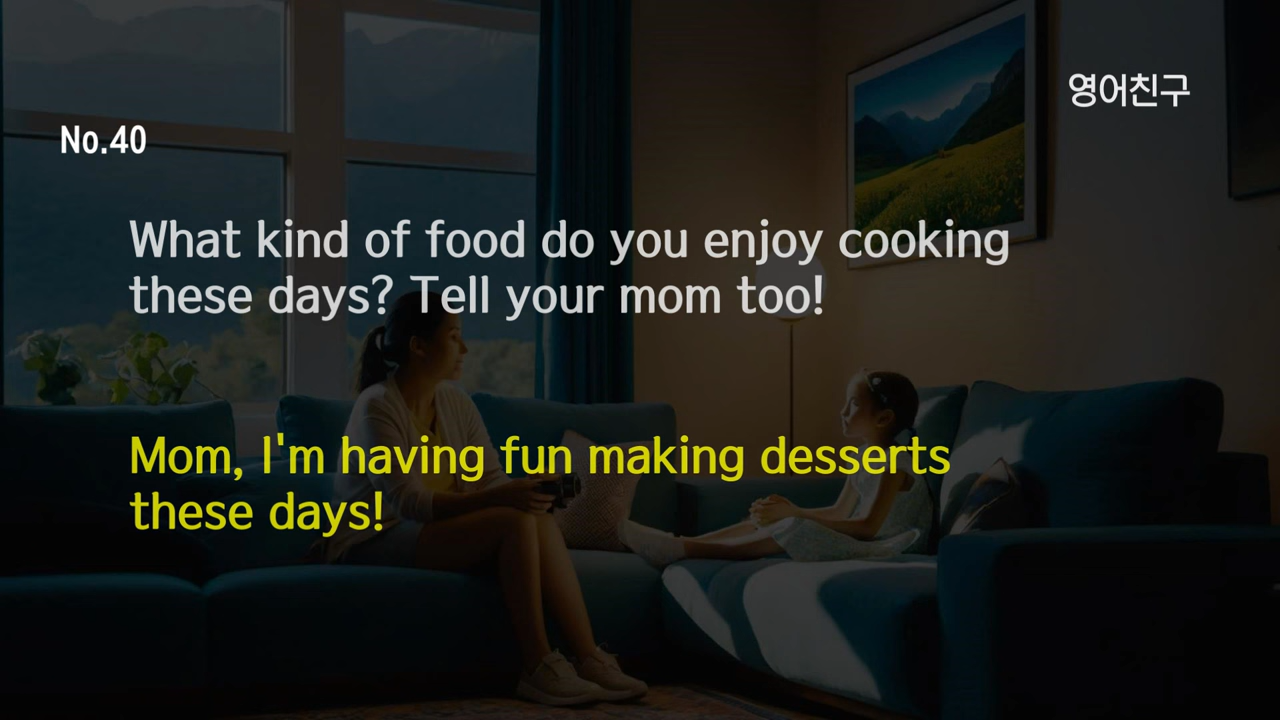 영어친구
No.40
What kind of food do you enjoy cooking
these days? Tell your mom too!
Mom, I'm having fun making desserts
these days!